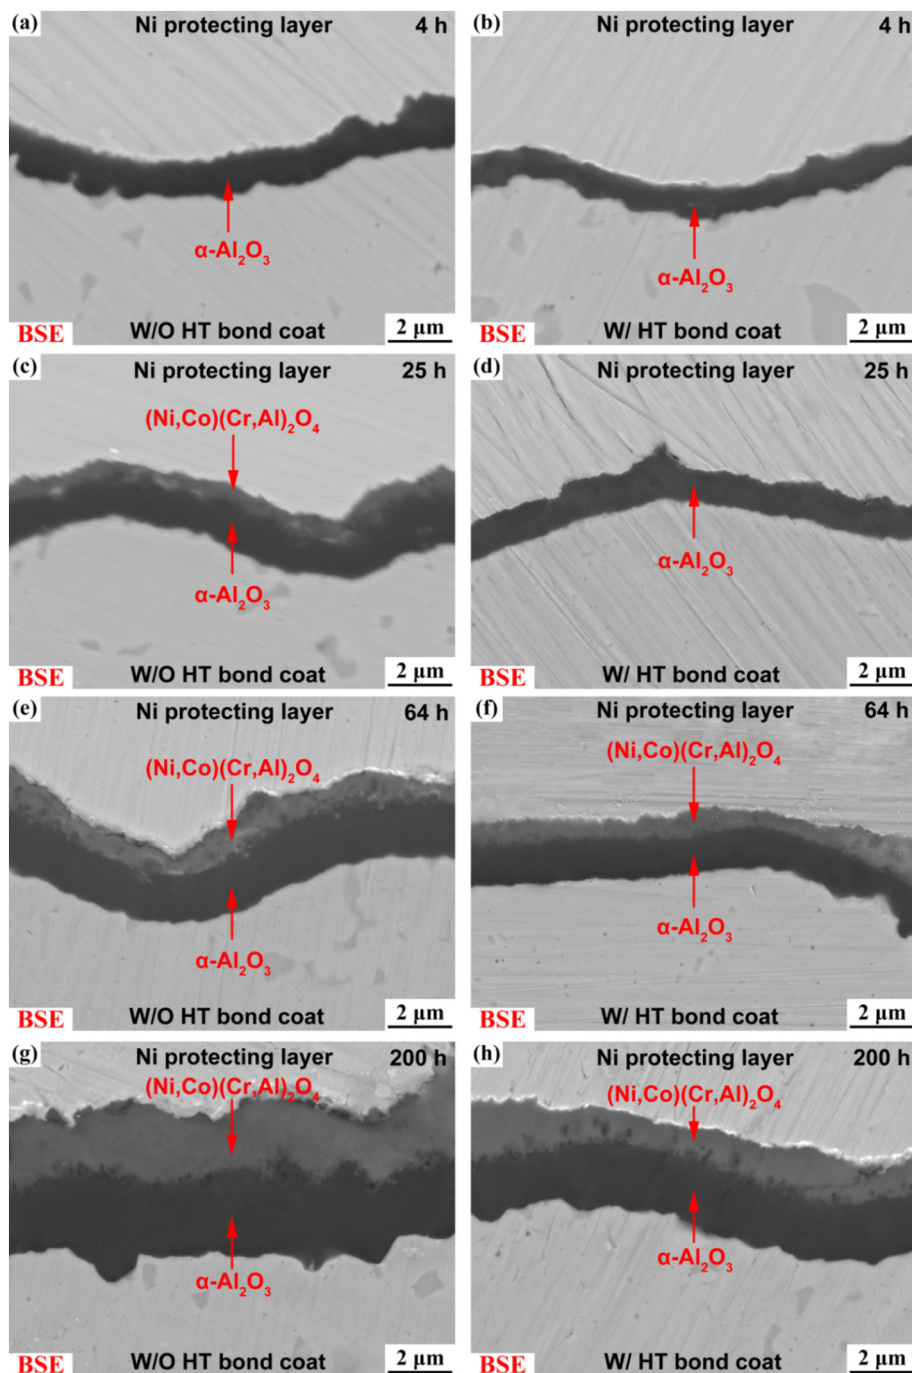 (a) Ni protecting layer 4 h
α-Al₂O₃
BSE W/O HT bond coat 2 μm
(b) Ni protecting layer 4 h
α-Al₂O₃
BSE W/ HT bond coat 2 μm
(c) Ni protecting layer 25 h
(Ni,Co)(Cr,Al)₂O₄
α-Al₂O₃
BSE W/O HT bond coat 2 μm
(d) Ni protecting layer 25 h
α-Al₂O₃
BSE W/ HT bond coat 2 μm
(e) Ni protecting layer 64 h
(Ni,Co)(Cr,Al)₂O₄
α-Al₂O₃
BSE W/O HT bond coat 2 μm
(f) Ni protecting layer 64 h
(Ni,Co)(Cr,Al)₂O₄
α-Al₂O₃
BSE W/ HT bond coat 2 μm
(g) Ni protecting layer 200 h
(Ni,Co)(Cr,Al)₂O₄
α-Al₂O₃
BSE W/O HT bond coat 2 μm
(h) Ni protecting layer 200 h
(Ni,Co)(Cr,Al)₂O₄
α-Al₂O₃
BSE W/ HT bond coat 2 μm